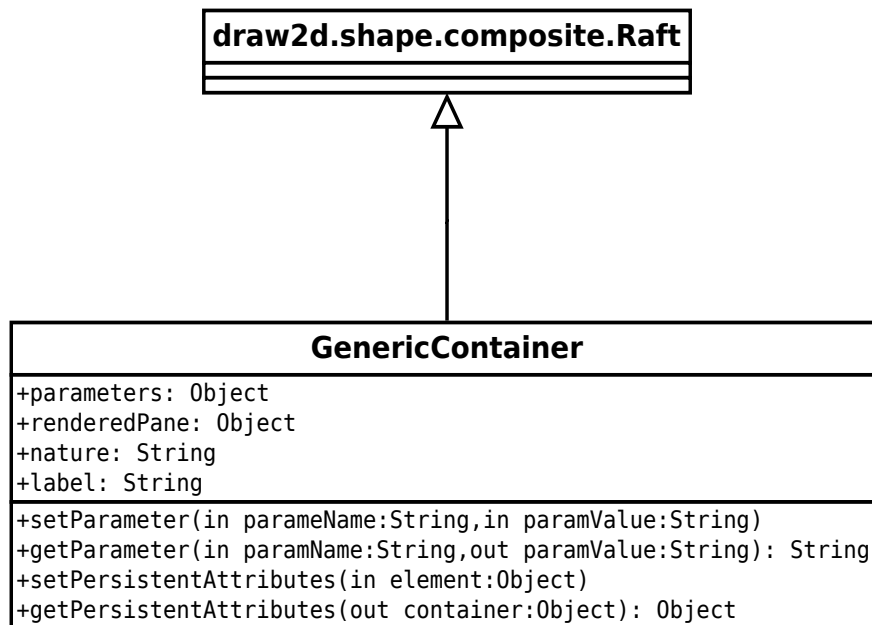 draw2d.shape.composite.Raft
GenericContainer
+parameters: Object
+renderedPane: Object
+nature: String
+label: String
+setParameter(in parameName:String,in paramValue:String)
+getParameter(in paramName:String,out paramValue:String): String
+setPersistentAttributes(in element:Object)
+getPersistentAttributes(out container:Object): Object